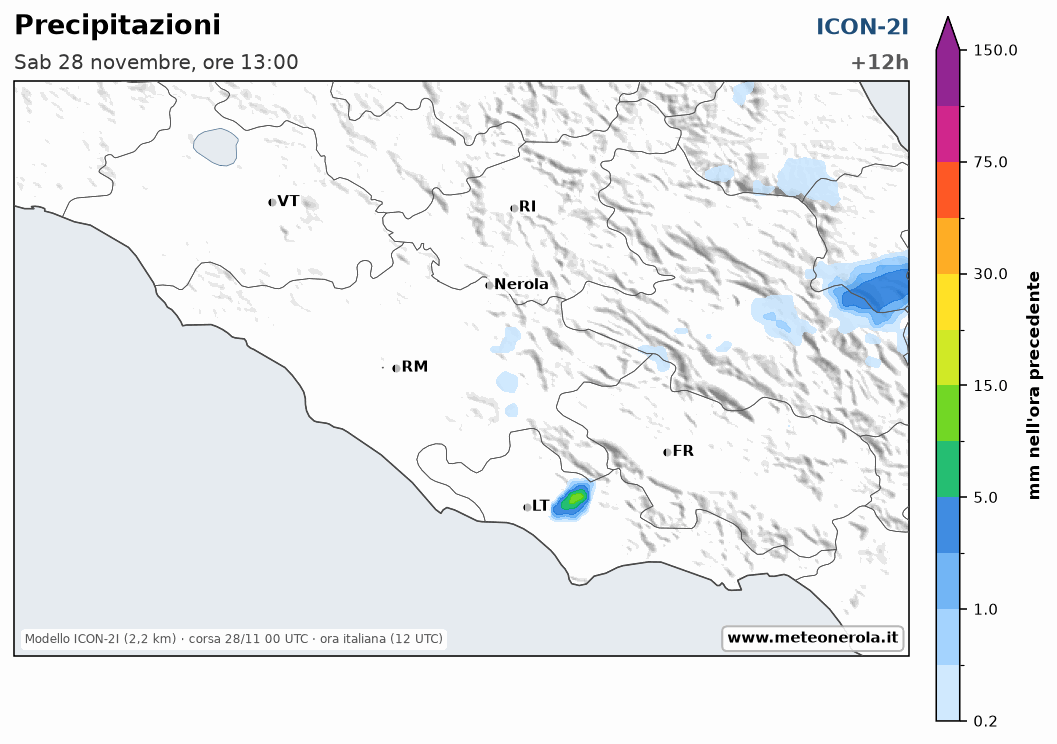 Precipitazioni
ICON-2I
Sab 28 novembre, ore 13:00
+12h
150.0
75.0
30.0
15.0
5.0
1.0
0.2
mm nell'ora precedente
VT
RI
Nerola
RM
FR
LT
Modello ICON-2I (2,2 km) · corsa 28/11 00 UTC · ora italiana (12 UTC)
www.meteonerola.it